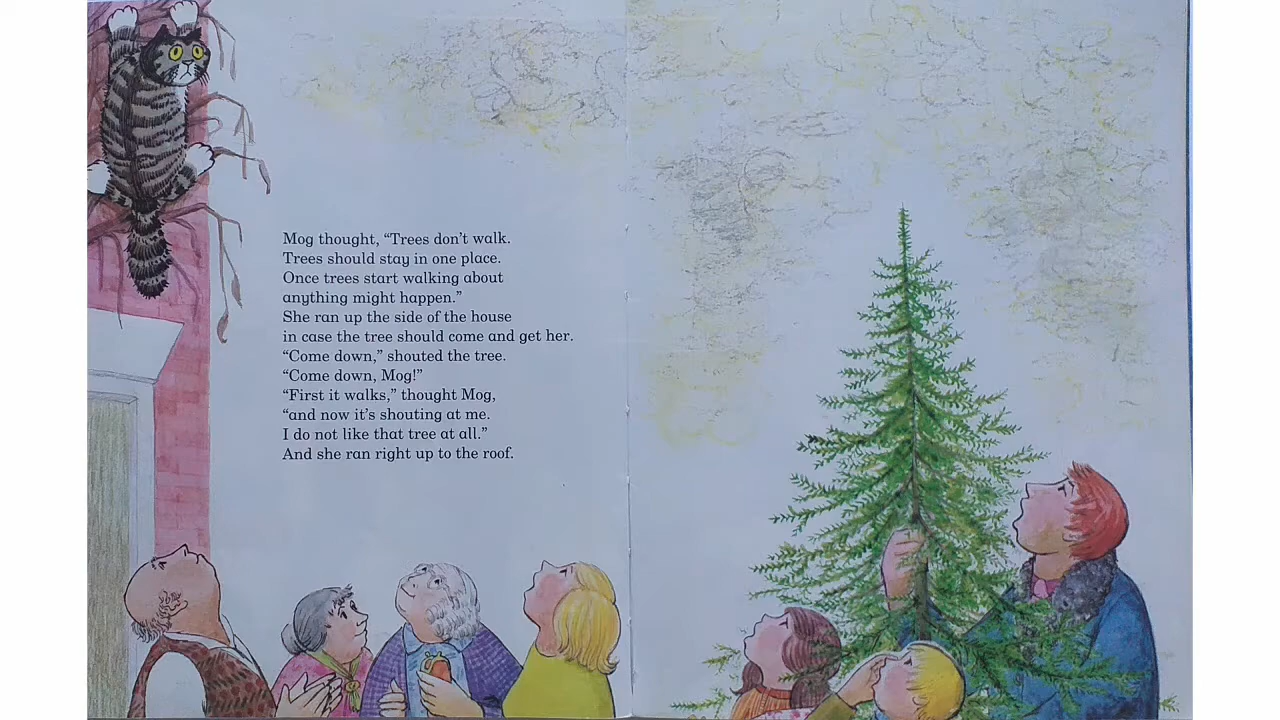 Mog thought, “Trees don’t walk.
Trees should stay in one place.
Once trees start walking about
anything might happen.”
She ran up the side of the house
in case the tree should come and get her.
“Come down,” shouted the tree.
“Come down, Mog!”
“First it walks,” thought Mog,
“and now it’s shouting at me.
I do not like that tree at all.”
And she ran right up to the roof.